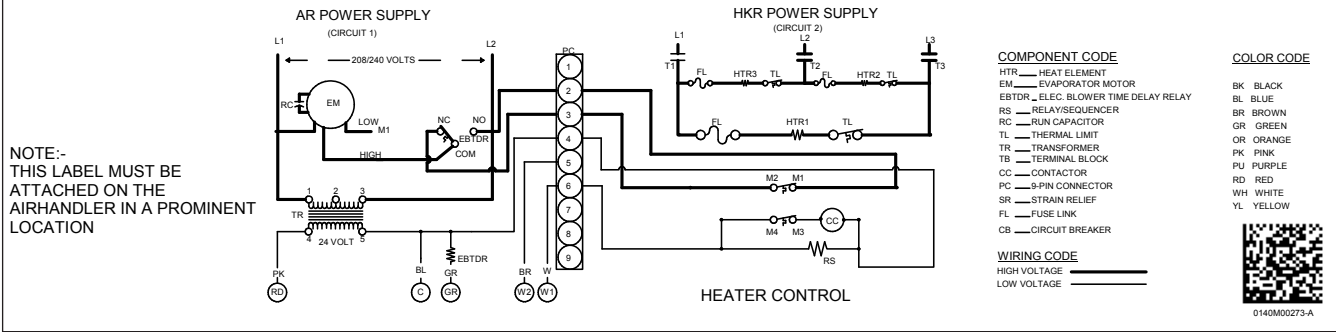 NOTE:-
THIS LABEL MUST BE
ATTACHED ON THE
AIRHANDLER IN A PROMINENT
LOCATION
AR POWER SUPPLY
(CIRCUIT 1)
L1
L2
208/240 VOLTS
RC
EM
LOW
M1
HIGH
NC
NO
EBTDR
COM
1
2
3
TR
4
24 VOLT
5
PK
RD
BL
C
EBTDR
GR
GR
BR
W2
W
W1
PC
1
2
3
4
5
6
7
8
9
HKR POWER SUPPLY
(CIRCUIT 2)
L1
L2
L3
T1
T2
T3
FL
HTR3
TL
FL
HTR2
TL
FL
HTR1
TL
M2
M1
M4
M3
CC
RS
HEATER CONTROL
COMPONENT CODE
HTR HEAT ELEMENT
EM EVAPORATOR MOTOR
EBTDR ELEC. BLOWER TIME DELAY RELAY
RS RELAY/SEQUENCER
RC RUN CAPACITOR
TL THERMAL LIMIT
TR TRANSFORMER
TB TERMINAL BLOCK
CC CONTACTOR
PC 9-PIN CONNECTOR
SR STRAIN RELIEF
FL FUSE LINK
CB CIRCUIT BREAKER
WIRING CODE
HIGH VOLTAGE
LOW VOLTAGE
COLOR CODE
BK BLACK
BL BLUE
BR BROWN
GR GREEN
OR ORANGE
PK PINK
PU PURPLE
RD RED
WH WHITE
YL YELLOW
0140M00273-A